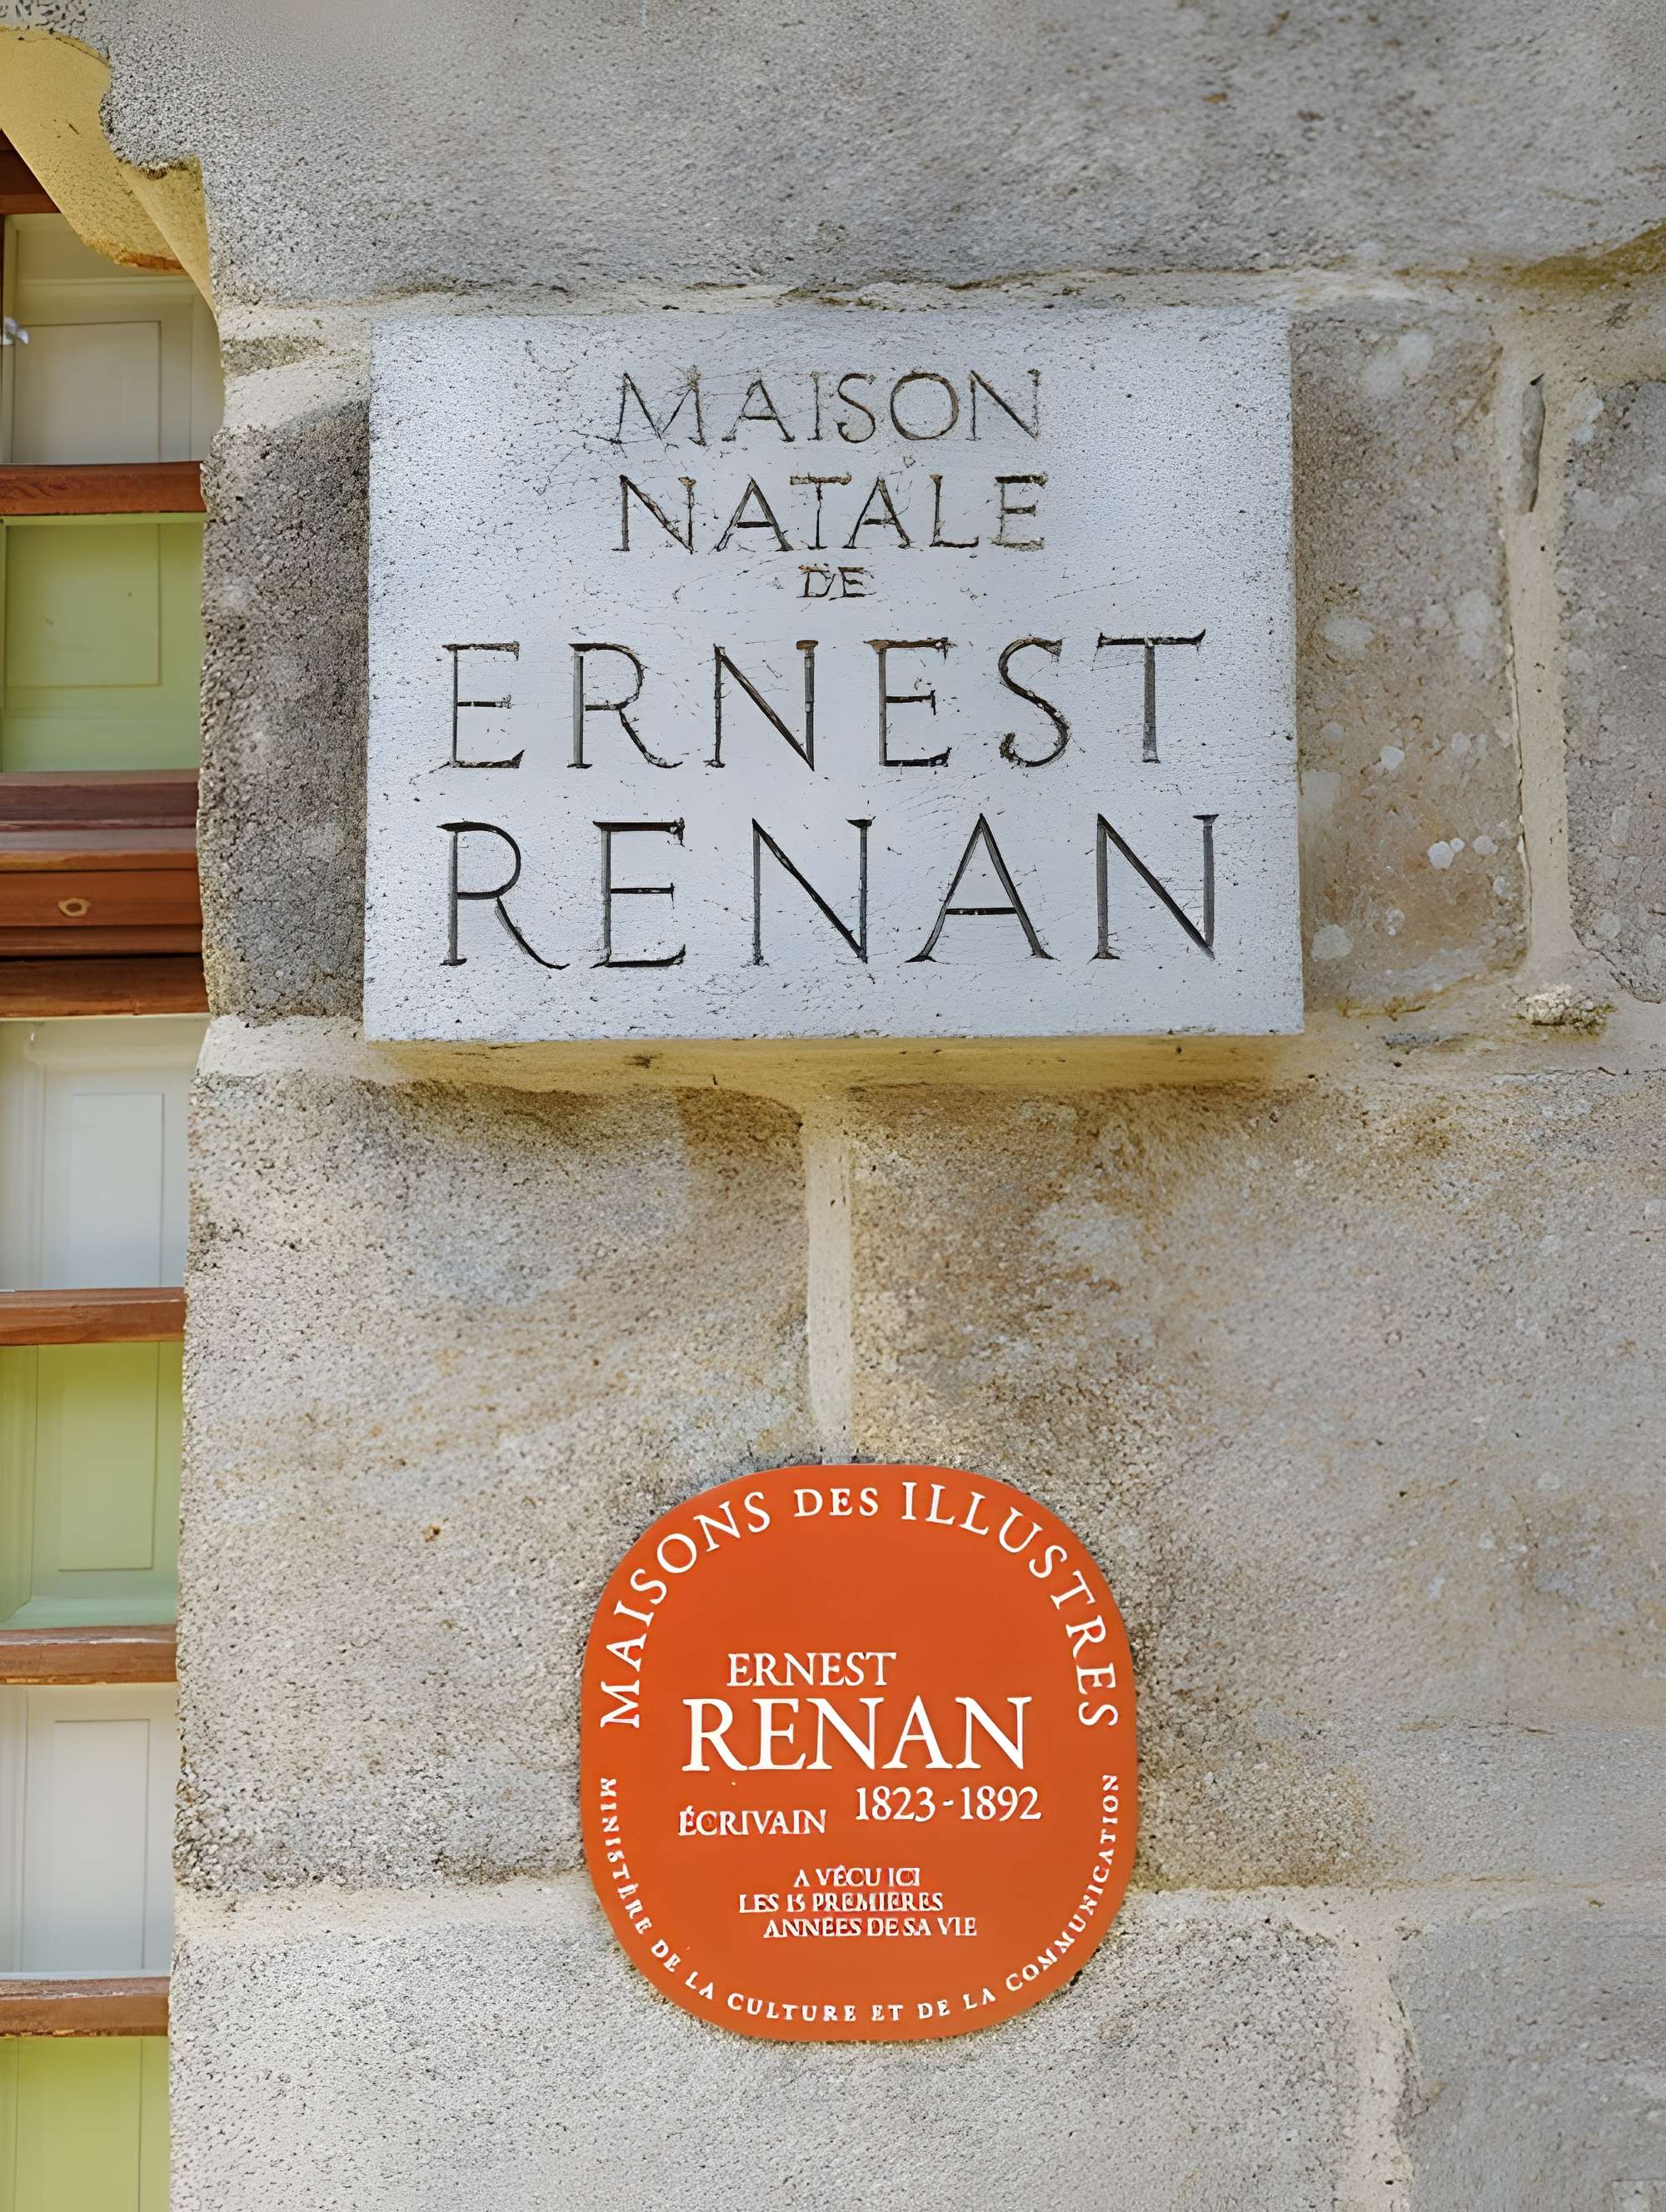 MAISON
NATALE
DE
ERNEST
RENAN
MAISONS DES ILLUSTRES
ERNEST
RENAN
1823-1892
ÉCRIVAIN
A VÉCU ICI
LES 15 PREMIÈRES
ANNÉES DE SA VIE
MINISTÈRE DE LA CULTURE ET DE LA COMMUNICATION